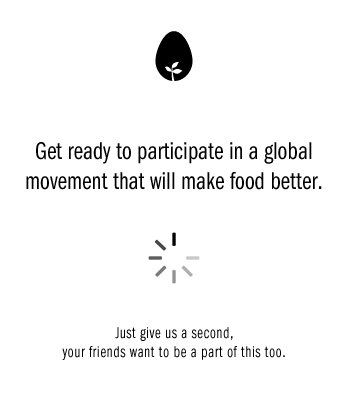 Get ready to participate in a global
movement that will make food better.
Just give us a second,
your friends want to be a part of this too.